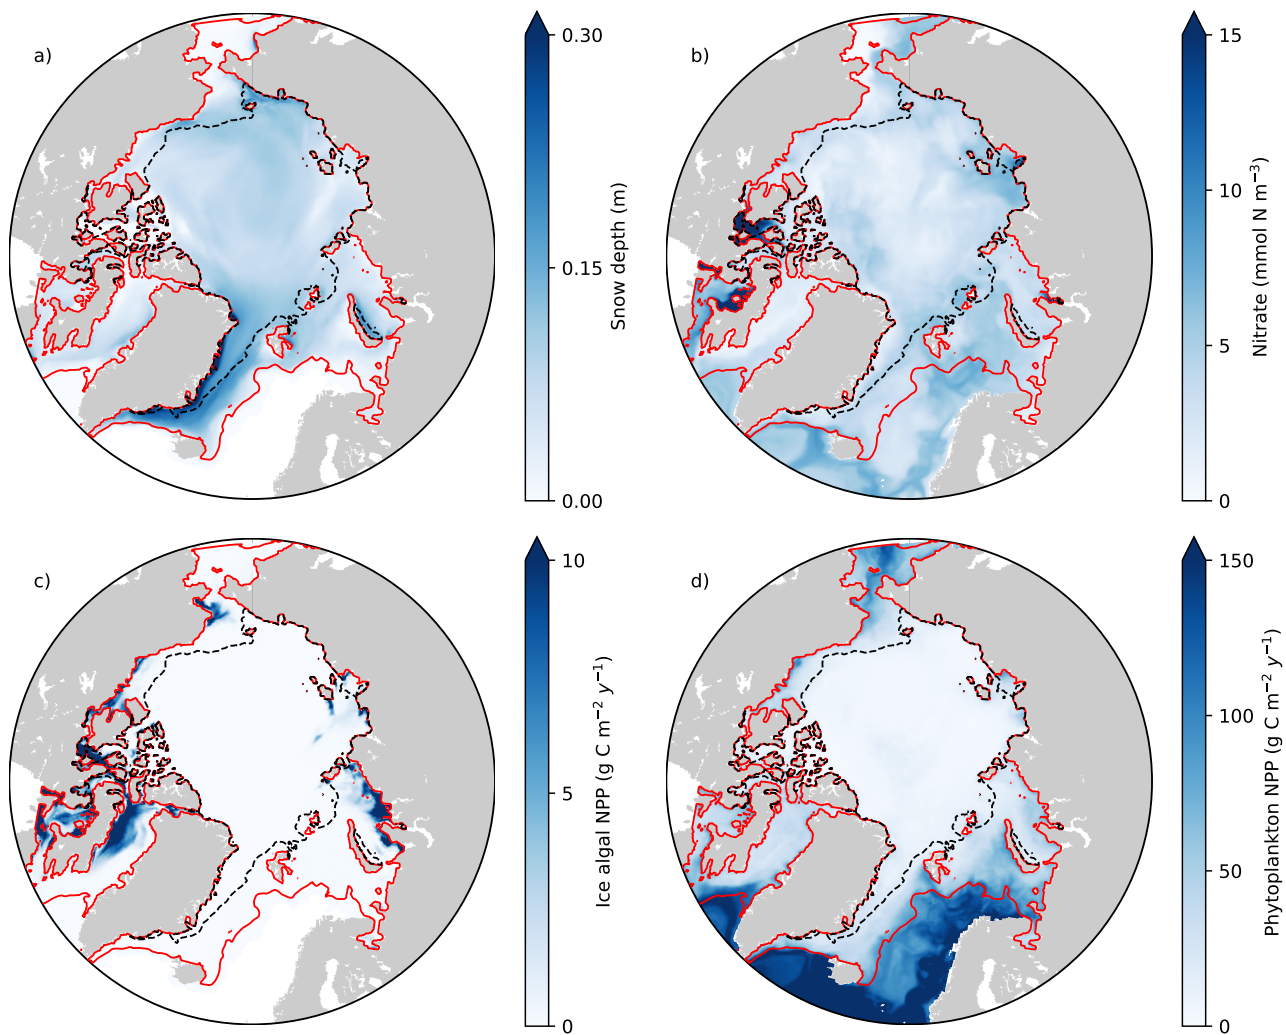 a)
0.30
0.15
0.00
Snow depth (m)
b)
15
10
5
0
Nitrate (mmol N m⁻³)
c)
10
5
0
Ice algal NPP (g C m⁻² y⁻¹)
d)
150
100
50
0
Phytoplankton NPP (g C m⁻² y⁻¹)